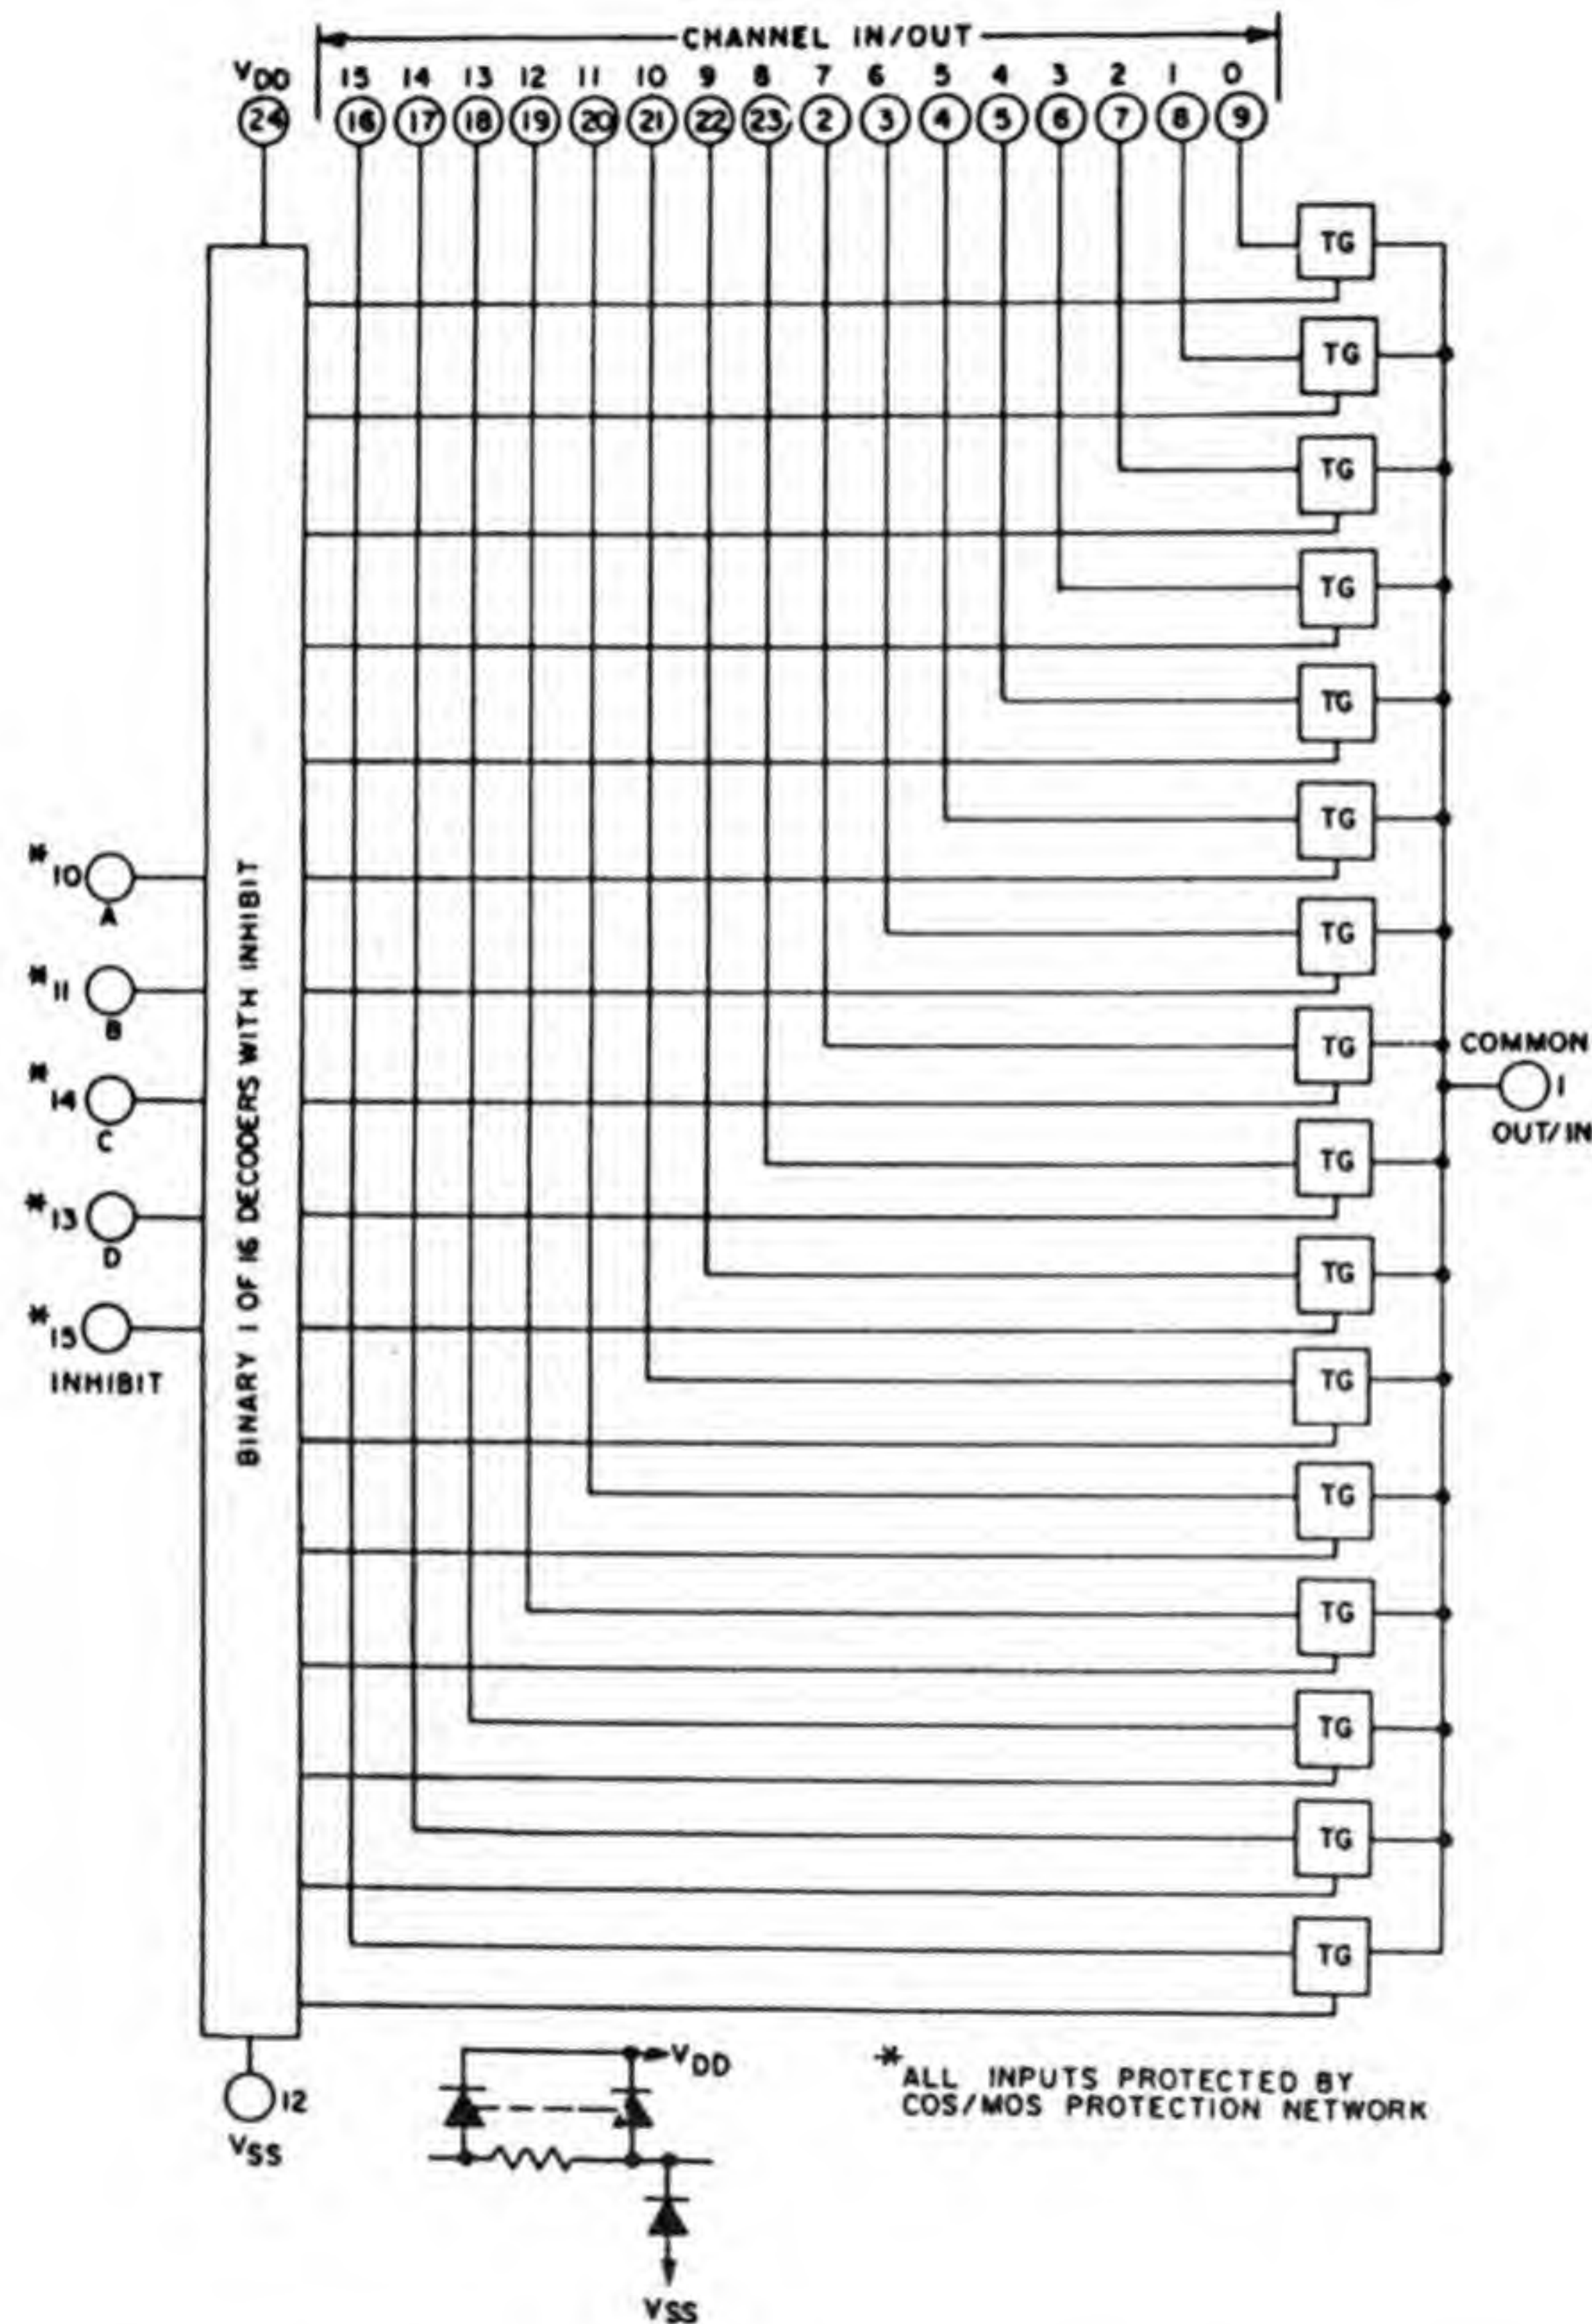 CHANNEL IN/OUT
VDD 15 14 13 12 11 10 9 8 7 6 5 4 3 2 1 0
24 16 17 18 19 20 21 22 23 2 3 4 5 6 7 8 9
TG
TG
TG
TG
TG
TG
* 10
A
TG
* 11
B
TG
COMMON
1
OUT/IN
* 14
C
TG
* 13
D
TG
* 15
INHIBIT
BINARY 1 OF 16 DECODERS WITH INHIBIT
TG
TG
TG
TG
TG
TG
12
VSS
VDD
VSS
*
ALL INPUTS PROTECTED BY
COS/MOS PROTECTION NETWORK